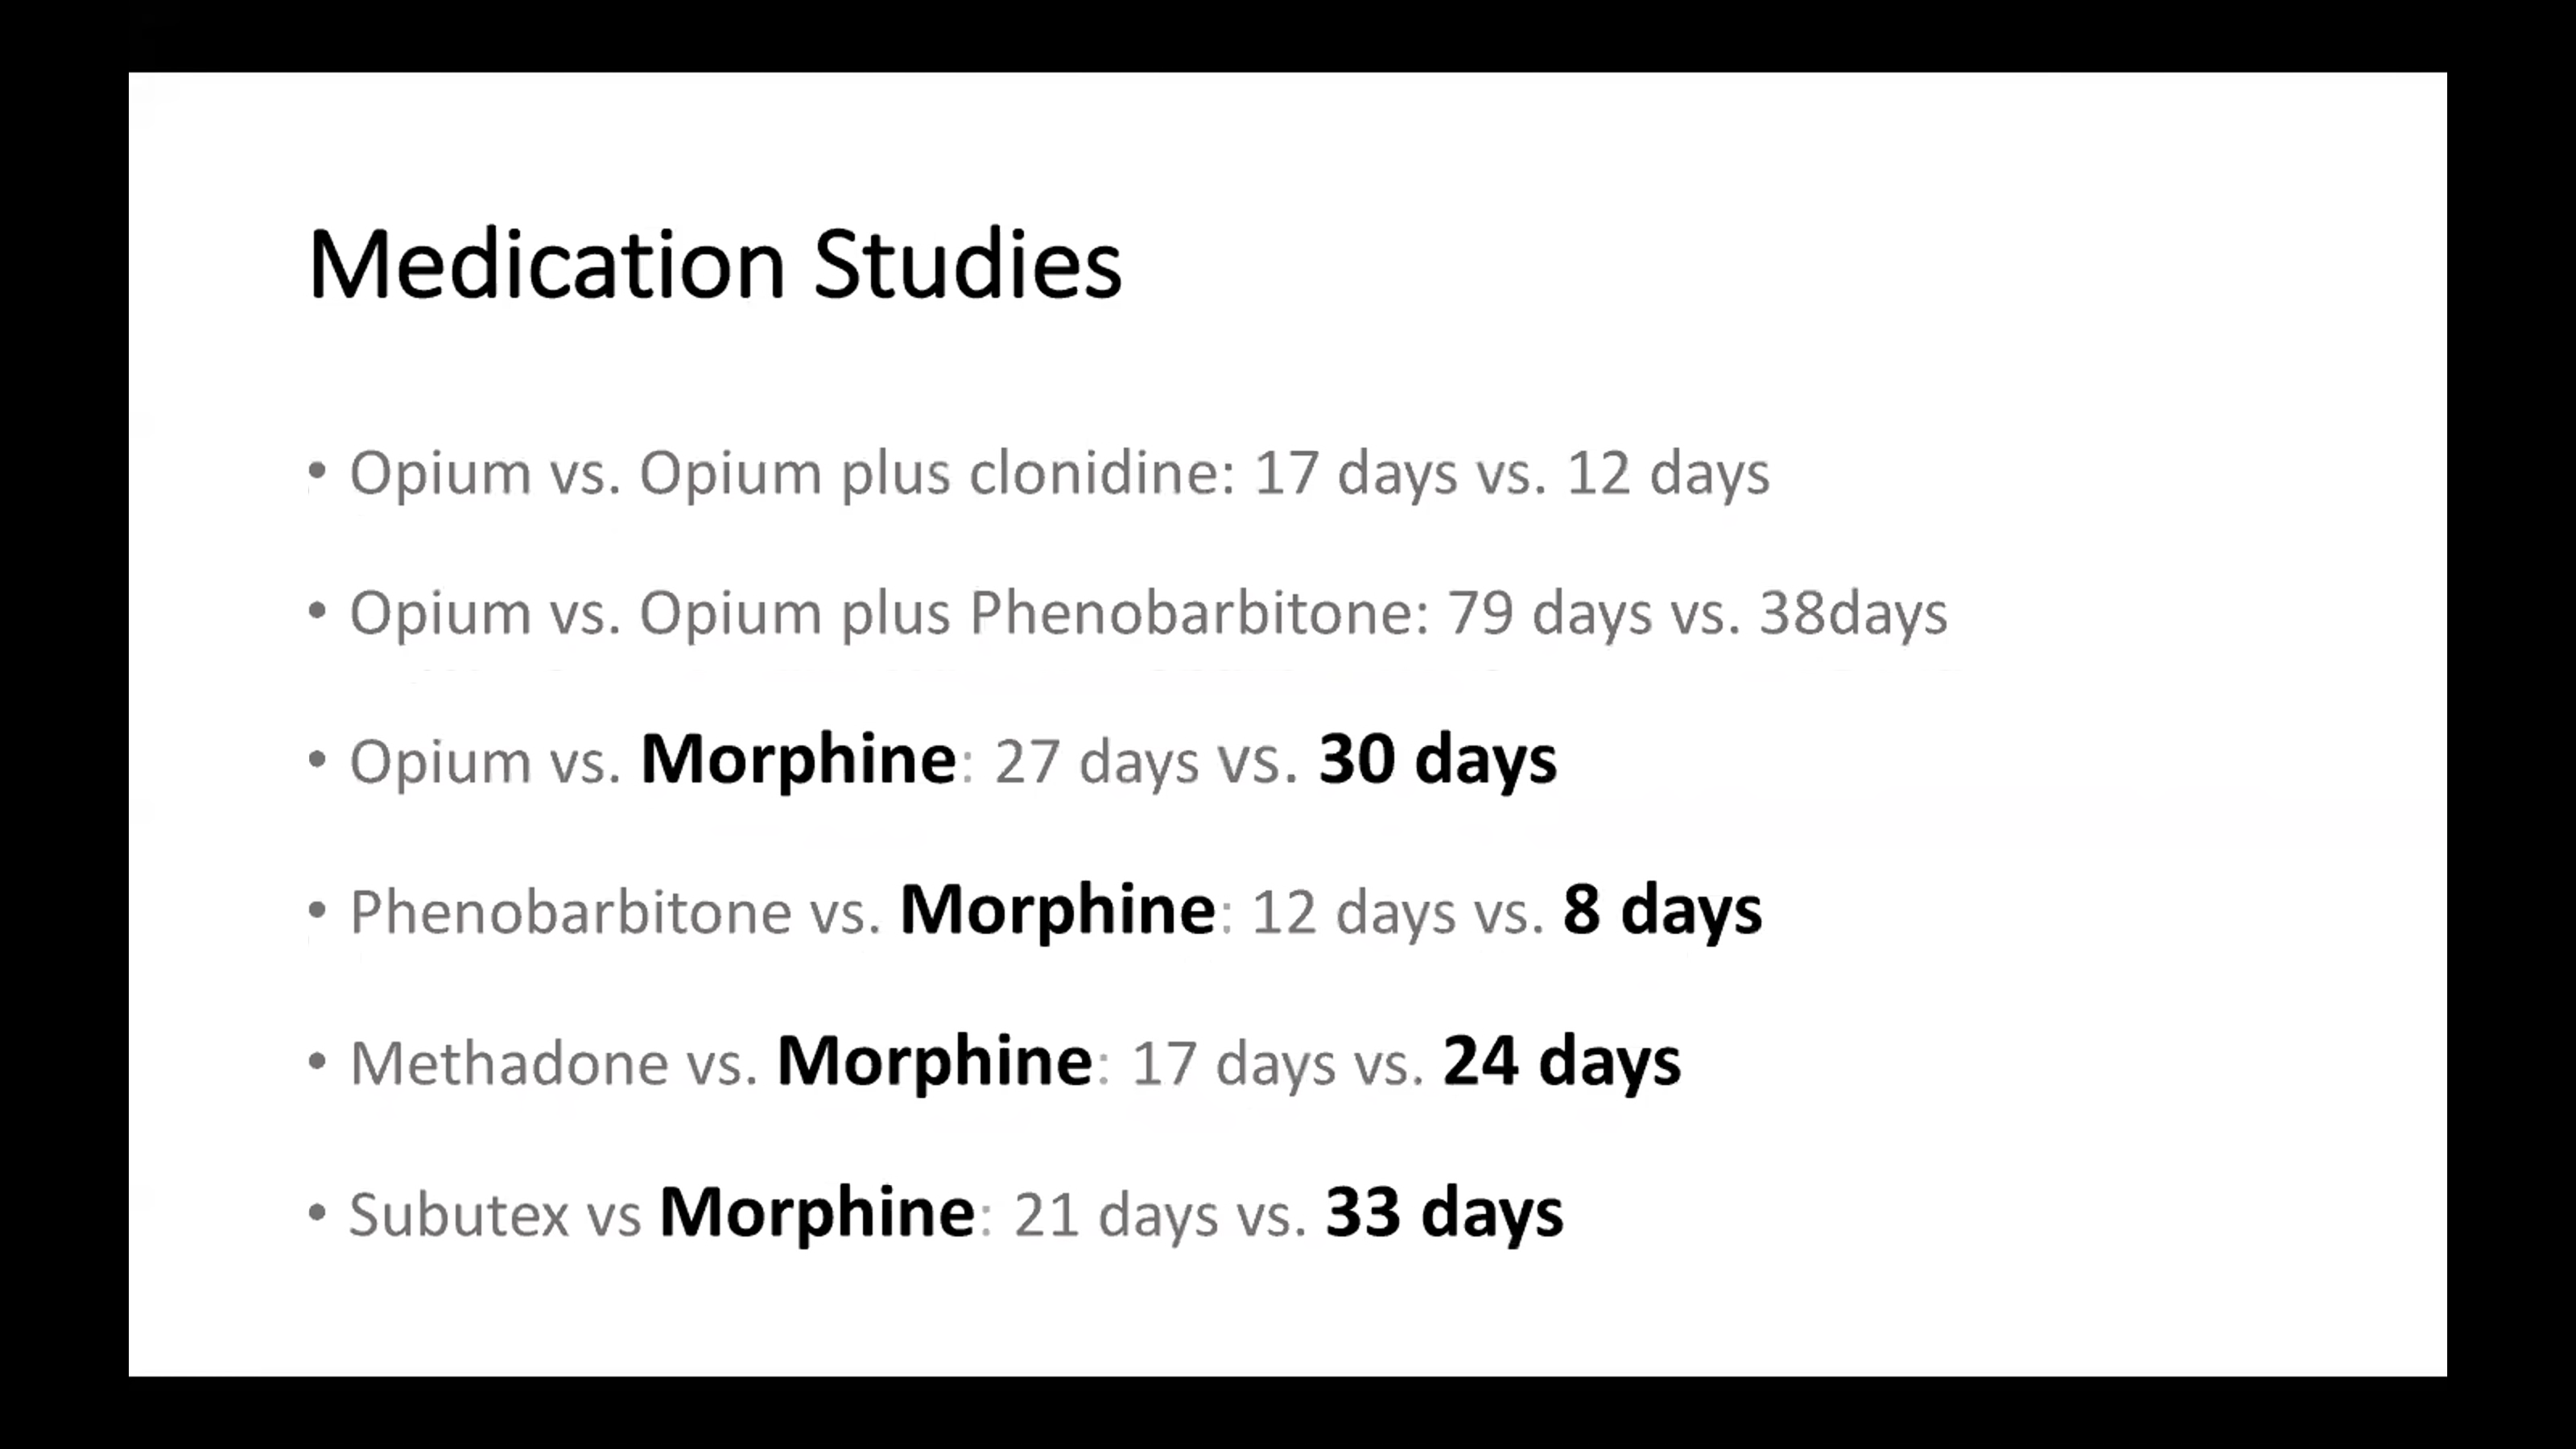 Medication Studies
• Opium vs. Opium plus clonidine: 17 days vs. 12 days
• Opium vs. Opium plus Phenobarbitone: 79 days vs. 38days
• Opium vs. Morphine: 27 days vs. 30 days
• Phenobarbitone vs. Morphine: 12 days vs. 8 days
• Methadone vs. Morphine: 17 days vs. 24 days
• Subutex vs Morphine: 21 days vs. 33 days